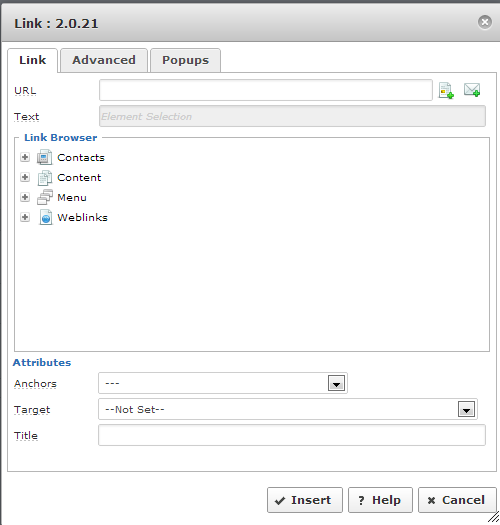 Link : 2.0.21
Link Advanced Popups
URL
Text Element Selection
Link Browser
Contacts
Content
Menu
Weblinks
Attributes
Anchors ---
Target --Not Set--
Title
Insert ? Help Cancel